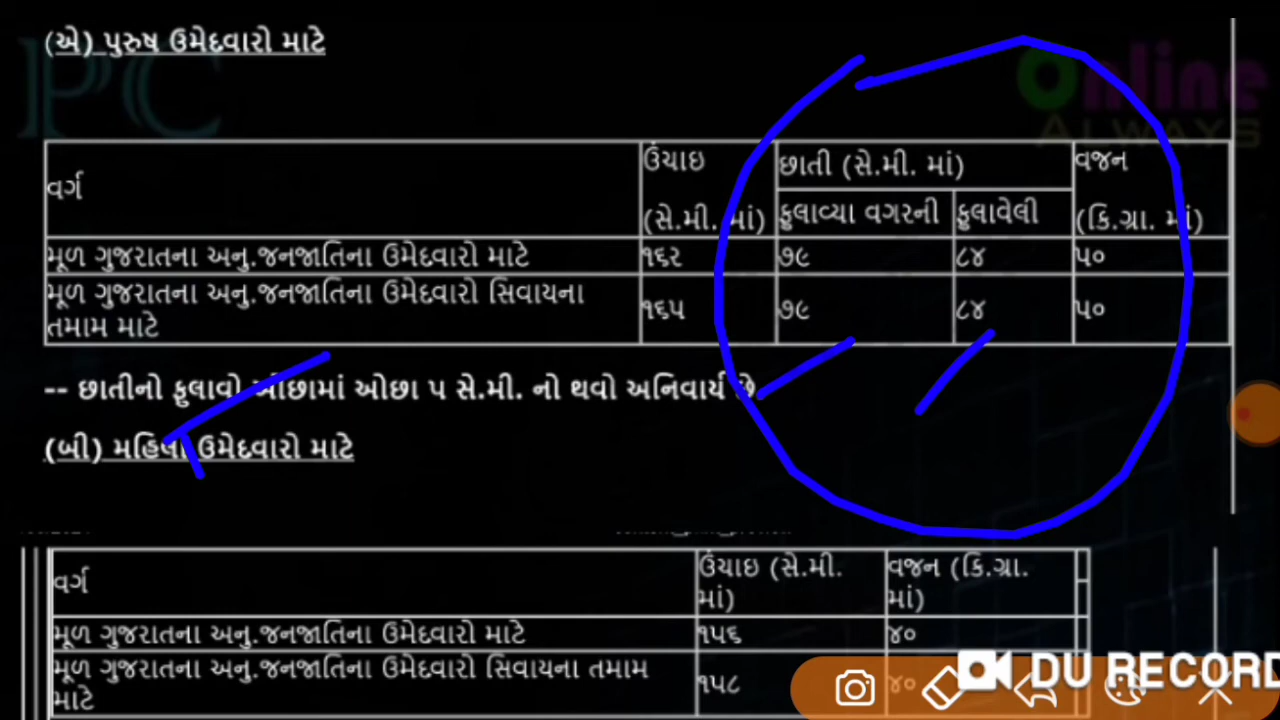 (એ) પુરુષ ઉમેદવારો માટે
PC
Online
ALWAYS
વર્ગ
ઉંચાઇ (સે.મી. માં)
છાતી (સે.મી. માં)
વજન (કિ.ગ્રા. માં)
ફુલાવ્યા વગરની ફુલાવેલી
મૂળ ગુજરાતના અનુ.જનજાતિના ઉમેદવારો માટે ૧૬૨ ૭૯ ૮૪ ૫૦
મૂળ ગુજરાતના અનુ.જનજાતિના ઉમેદવારો સિવાયના
તમામ માટે ૧૬૫ ૭૯ ૮૪ ૫૦
-- છાતીનો ફુલાવો ઓછામાં ઓછા ૫ સે.મી. નો થવો અનિવાર્ય છે
(બી) મહિલા ઉમેદવારો માટે
વર્ગ
ઉંચાઇ (સે.મી. માં)
વજન (કિ.ગ્રા. માં)
મૂળ ગુજરાતના અનુ.જનજાતિના ઉમેદવારો માટે ૧૫૬ ૪૦
મૂળ ગુજરાતના અનુ.જનજાતિના ઉમેદવારો સિવાયના તમામ
માટે ૧૫૮ ૪૦
DU RECORD